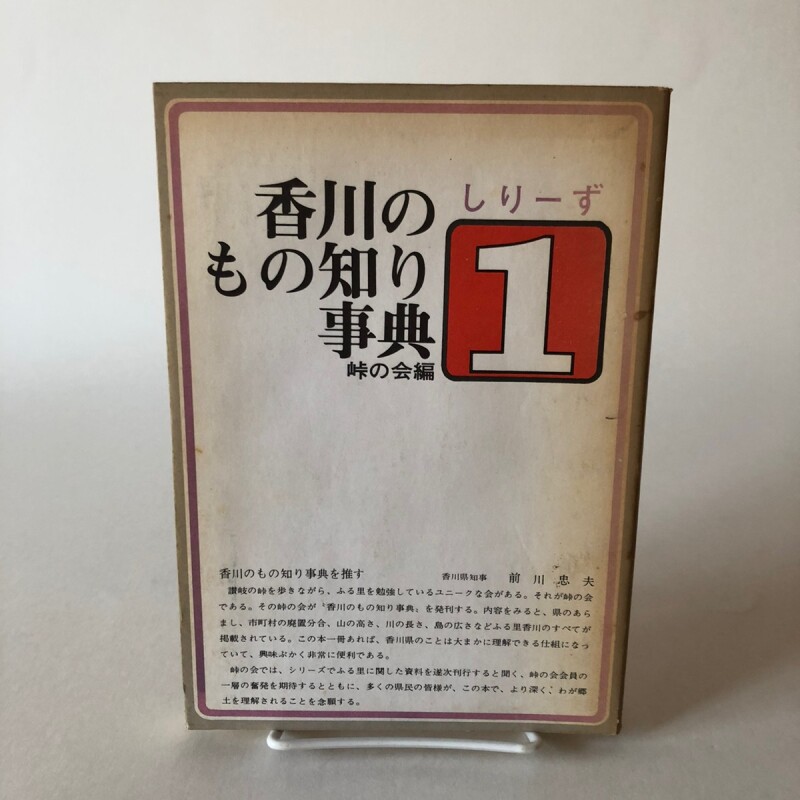 香川の
もの知り
事典
峠の会編
しりーず
1
香川のもの知り事典を推す 香川県知事 前川忠夫
讃岐の峠を歩きながら、ふる里を勉強しているユニークな会がある。それが峠の会
である。その峠の会が〝香川のもの知り事典〟を発刊する。内容をみると、県のあら
まし、市町村の廃置分合、山の高さ、川の長さ、島の広さなどふる里香川のすべてが
掲載されている。この本一冊あれば、香川県のことは大まかに理解できる仕組になっ
ていて、興味ぶかく非常に便利である。
峠の会では、シリーズでふる里に関した資料を逐次刊行すると聞く、峠の会会員の
一層の奮発を期待するとともに、多くの県民の皆様が、この本で、より深く、わが郷
土を理解されることを念願する。